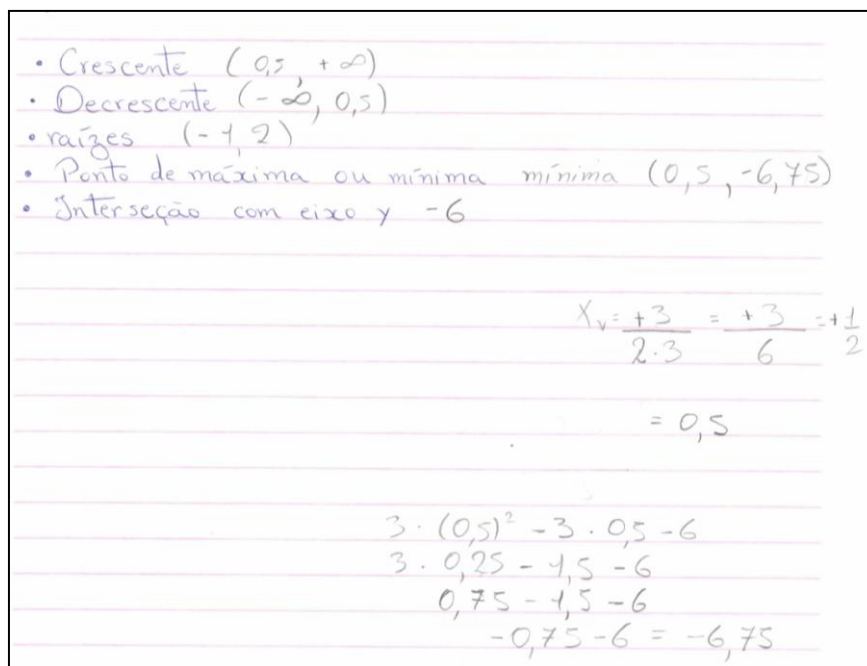 • Crescente (0,5, +∞)
• Decrescente (-∞, 0,5)
• raízes (-1, 2)
• Ponto de máxima ou mínima mínima (0,5, -6,75)
• Interseção com eixo y -6
Xv = +3/2·3 = +3/6 = +1/2
= 0,5
3 · (0,5)² - 3 · 0,5 - 6
3 · 0,25 - 1,5 - 6
0,75 - 1,5 - 6
-0,75 - 6 = -6,75